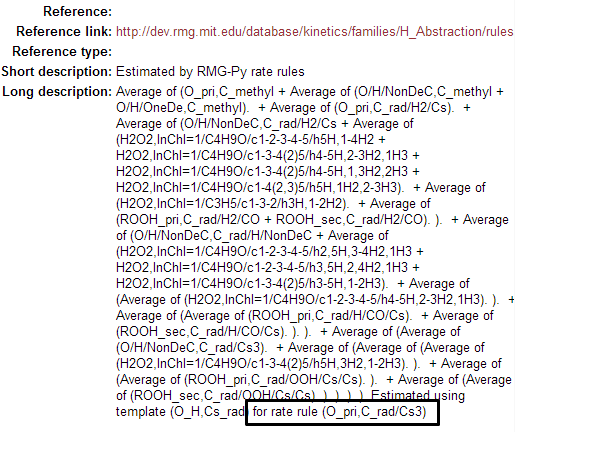 Reference:
Reference link: http://dev.rmg.mit.edu/database/kinetics/families/H_Abstraction/rules
Reference type:
Short description: Estimated by RMG-Py rate rules
Long description: Average of (O_pri,C_methyl + Average of (O/H/NonDeC,C_methyl +
O/H/OneDe,C_methyl). + Average of (O_pri,C_rad/H2/Cs). +
Average of (O/H/NonDeC,C_rad/H2/Cs + Average of
(H2O2,InChI=1/C4H9O/c1-2-3-4-5/h5H,1-4H2 +
H2O2,InChI=1/C4H9O/c1-3-4(2)5/h4-5H,2-3H2,1H3 +
H2O2,InChI=1/C4H9O/c1-3-4(2)5/h4-5H,1,3H2,2H3 +
H2O2,InChI=1/C4H9O/c1-4(2,3)5/h5H,1H2,2-3H3). + Average of
(H2O2,InChI=1/C3H5/c1-3-2/h3H,1-2H2). + Average of
(ROOH_pri,C_rad/H2/CO + ROOH_sec,C_rad/H2/CO). ). + Average
of (O/H/NonDeC,C_rad/H/NonDeC + Average of
(H2O2,InChI=1/C4H9O/c1-2-3-4-5/h2,5H,3-4H2,1H3 +
H2O2,InChI=1/C4H9O/c1-2-3-4-5/h3,5H,2,4H2,1H3 +
H2O2,InChI=1/C4H9O/c1-3-4(2)5/h3-5H,1-2H3). + Average of
(Average of (H2O2,InChI=1/C4H9O/c1-2-3-4-5/h4-5H,2-3H2,1H3). ). +
Average of (Average of (ROOH_pri,C_rad/H/CO/Cs). + Average of
(ROOH_sec,C_rad/H/CO/Cs). ). ). + Average of (Average of
(O/H/NonDeC,C_rad/Cs3). + Average of (Average of (Average of
(H2O2,InChI=1/C4H9O/c1-3-4(2)5/h5H,3H2,1-2H3). ). + Average of
(Average of (ROOH_pri,C_rad/OOH/Cs/Cs). ). + Average of (Average
of (ROOH_sec,C_rad/OOH/Cs/Cs). ). ). ). ). Estimated using
template (O_H,Cs_rad) for rate rule (O_pri,C_rad/Cs3)